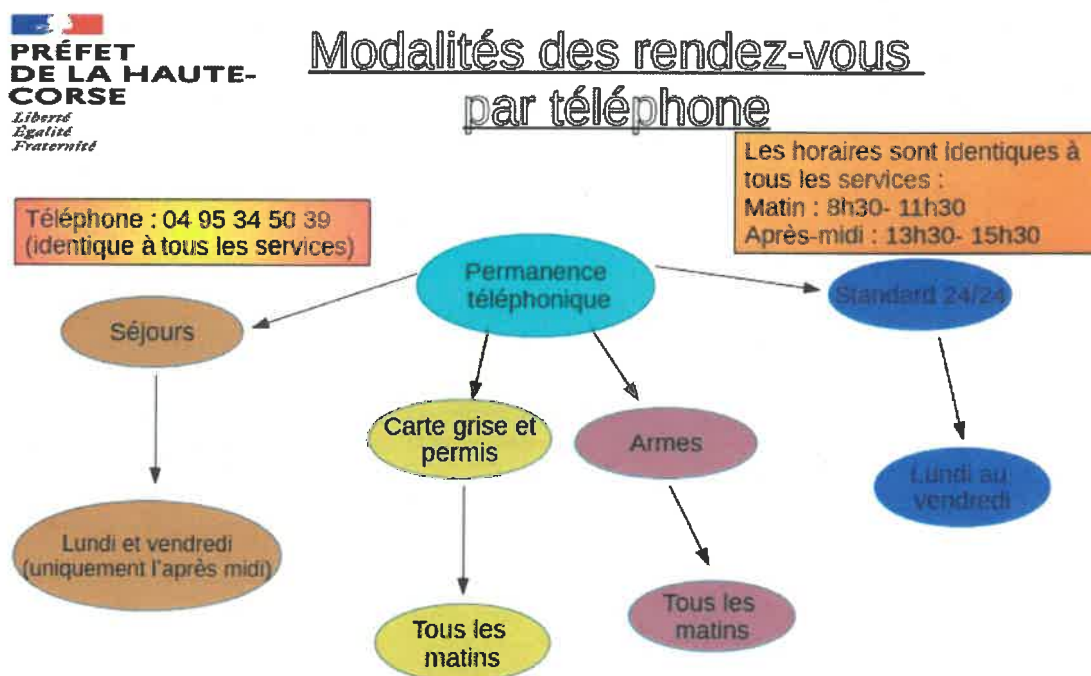 PRÉFET
DE LA HAUTE-
CORSE
Liberté
Égalité
Fraternité
Modalités des rendez-vous
par téléphone
Les horaires sont identiques à
tous les services :
Matin : 8h30- 11h30
Après-midi : 13h30- 15h30
Téléphone : 04 95 34 50 39
(identique à tous les services)
Permanence
téléphonique
Standard 24/24
Séjours
Carte grise et
permis
Armes
Lundi au
vendredi
Lundi et vendredi
(uniquement l'après midi)
Tous les
matins
Tous les
matins